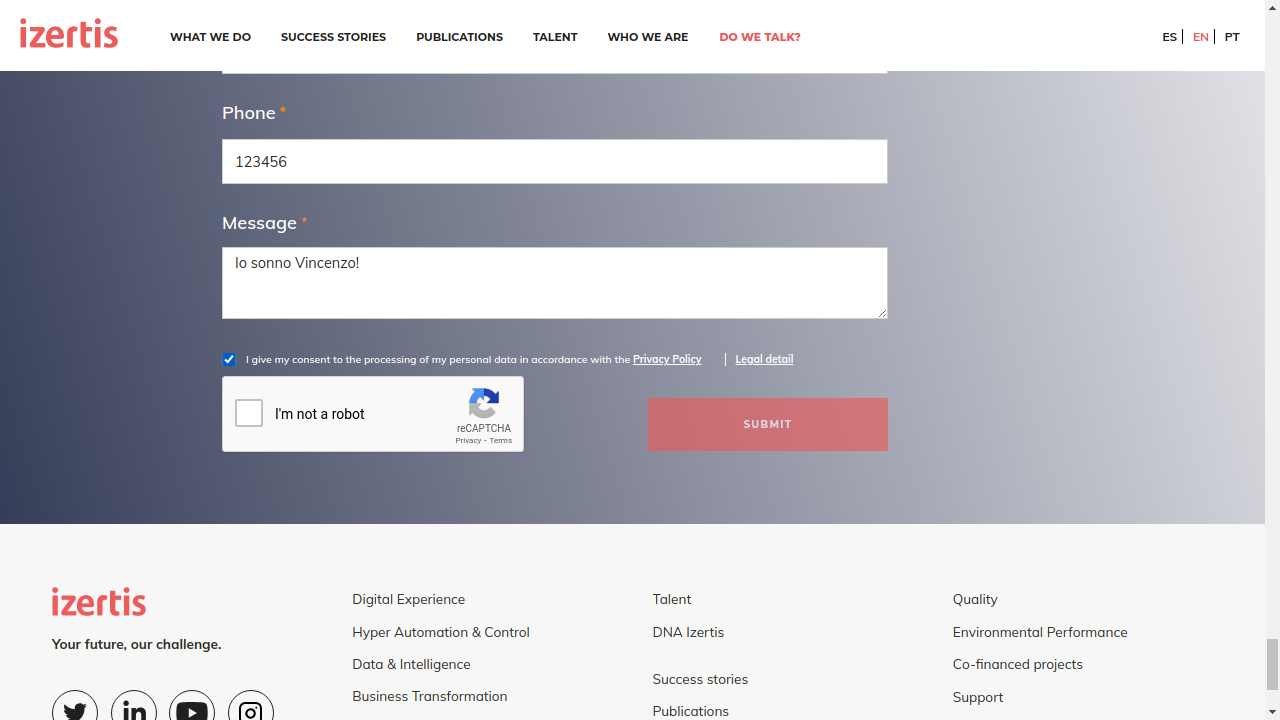 izertis
WHAT WE DO
SUCCESS STORIES
PUBLICATIONS
TALENT
WHO WE ARE
DO WE TALK?
ES
EN
PT
Phone *
123456
Message *
Io sonno Vincenzo!
I give my consent to the processing of my personal data in accordance with the Privacy Policy
Legal detail
I'm not a robot
reCAPTCHA
Privacy - Terms
SUBMIT
izertis
Your future, our challenge.
Digital Experience
Hyper Automation & Control
Data & Intelligence
Business Transformation
Talent
DNA Izertis
Success stories
Publications
Quality
Environmental Performance
Co-financed projects
Support